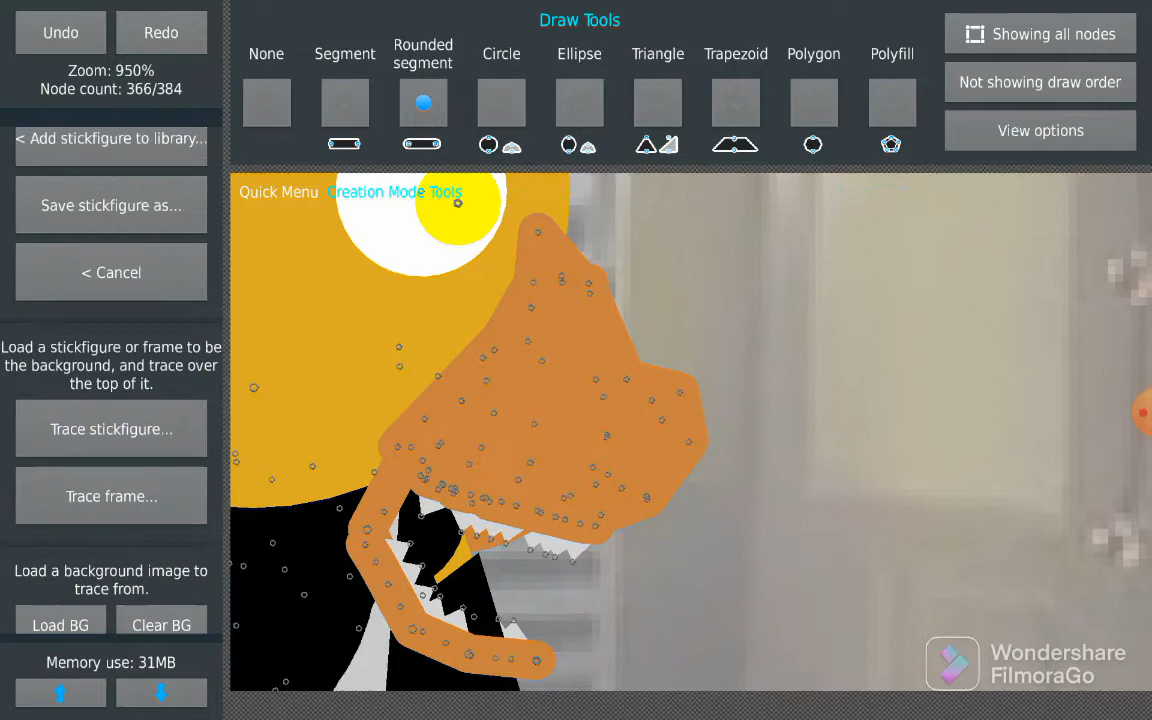 Undo
Redo
Zoom: 950%
Node count: 366/384
< Add stickfigure to library...
Save stickfigure as...
< Cancel
Load a stickfigure or frame to be
the background, and trace over
the top of it.
Trace stickfigure...
Trace frame...
Load a background image to
trace from.
Load BG
Clear BG
Memory use: 31MB
Draw Tools
None
Segment
Rounded
segment
Circle
Ellipse
Triangle
Trapezoid
Polygon
Polyfill
Showing all nodes
Not showing draw order
View options
Quick Menu
Creation Mode Tools
Wondershare
FilmoraGo